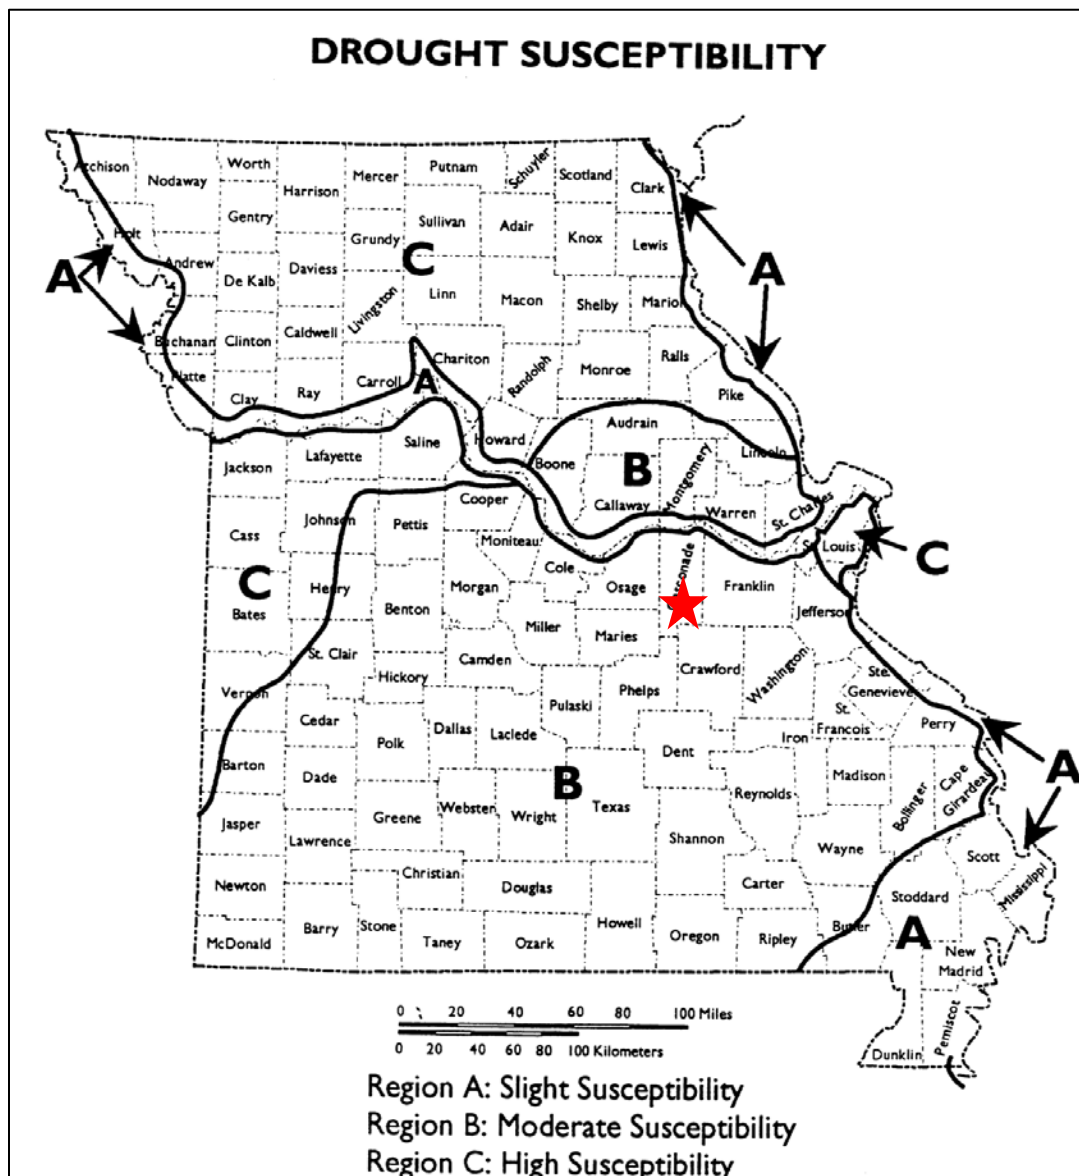 DROUGHT SUSCEPTIBILITY
Atchison
Nodaway
Worth
Harrison
Mercer
Putnam
Schuyler
Scotland
Clark
Holt
Gentry
Sullivan
Adair
Knox
Lewis
Grundy
A
Andrew
De Kalb
Daviess
C
A
Livingston
Linn
Macon
Shelby
Marion
Buchanan
Clinton
Caldwell
Chariton
Randolph
Monroe
Ralls
Platte
Clay
Ray
Carroll
A
Pike
Audrain
Saline
Howard
Lincoln
Jackson
Lafayette
Boone
B
Montgomery
Cooper
Callaway
Warren
St. Charles
Cass
Johnson
Pettis
Moniteau
St.
Louis
C
Cole
C
Henry
Morgan
Osage
Franklin
Bates
Benton
Miller
Maries
Jefferson
St. Clair
Camden
Crawford
Washington
Hickory
Ste.
Genevieve
Vernon
Phelps
Pulaski
Cedar
Dallas
Laclede
St.
Francois
Perry
Polk
Iron
Dent
Barton
Dade
B
Madison
A
Cape
Girardeau
Bollinger
Webster
Wright
Texas
Reynolds
Jasper
Greene
Lawrence
Shannon
Wayne
Scott
Mississippi
Newton
Christian
Douglas
Carter
Stoddard
Barry
Stone
Howell
McDonald
Taney
Ozark
Oregon
Ripley
Butler
A
New
Madrid
Pemiscot
Dunklin
0 20 40 60 80 100 Miles
0 20 40 60 80 100 Kilometers
Region A: Slight Susceptibility
Region B: Moderate Susceptibility
Region C: High Susceptibility